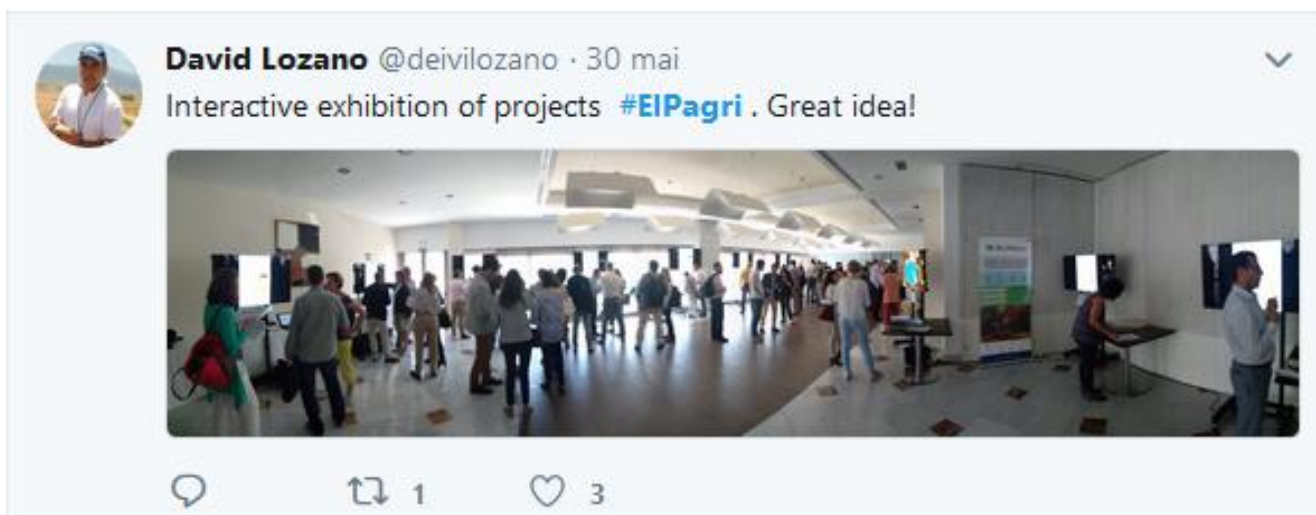 David Lozano @deivilozano · 30 mai
Interactive exhibition of projects #EIPagri . Great idea!
1 3